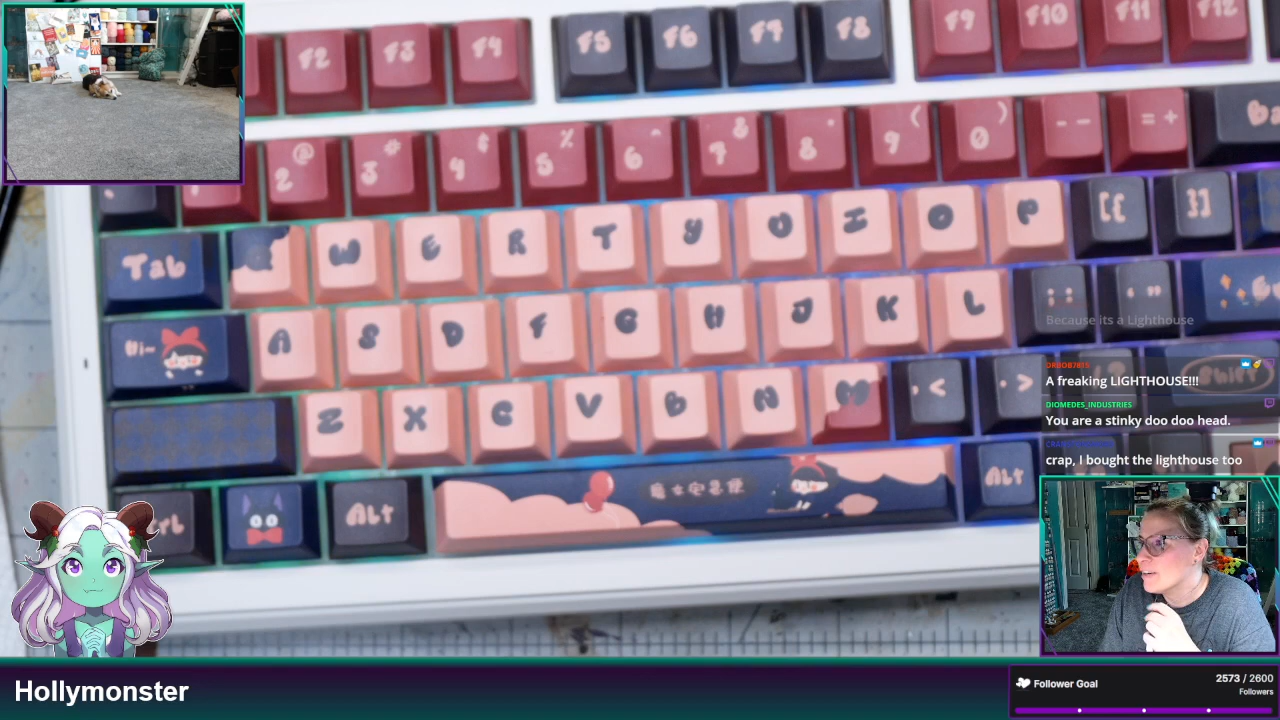 F2 F3 F4 F5 F6 F7 F8 F9 F10 F11 F12
@ # ¢ % ^ & * ( ) - - = +
2 3 4 5 6 7 8 9 0
Tab W E R T Y U I O P [{ ]}
Hi~ A S D F G H J K L : ; ' "
Z X C V B N M , < . >
Alt Alt
Because its a Lighthouse
A freaking LIGHTHOUSE!!!
DIOMEDES_INDUSTRIES
You are a stinky doo doo head.
crap, I bought the lighthouse too
Hollymonster
Follower Goal 2573 / 2600
Followers